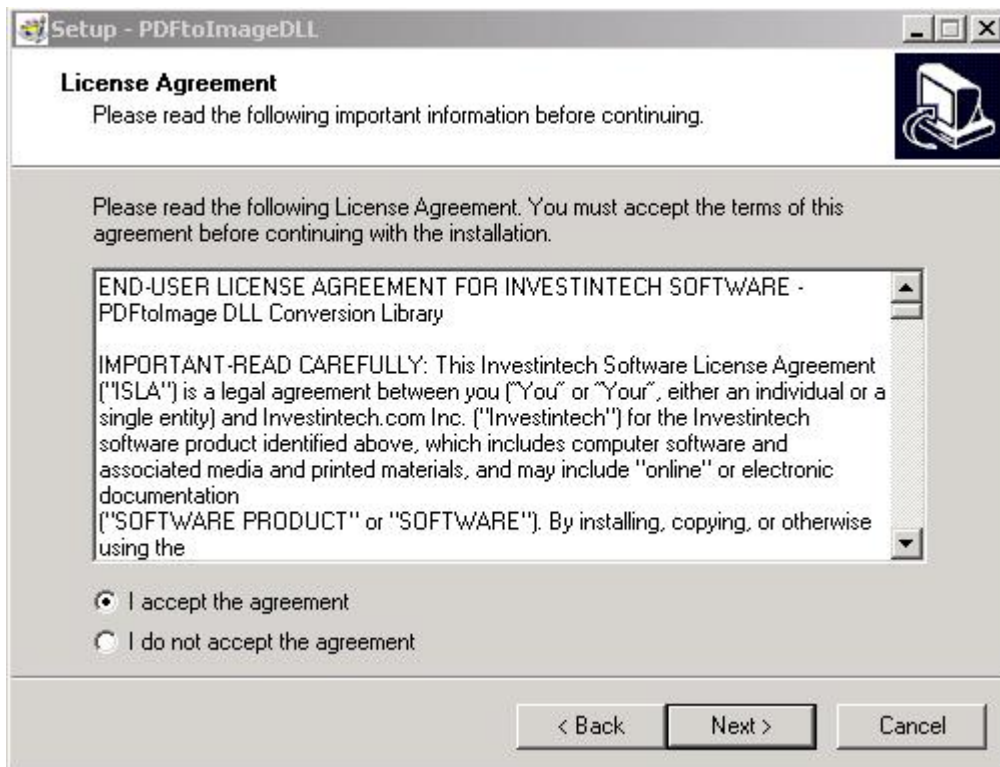 Setup - PDFtoImageDLL
License Agreement
Please read the following important information before continuing.
Please read the following License Agreement. You must accept the terms of this
agreement before continuing with the installation.
END-USER LICENSE AGREEMENT FOR INVESTINTECH SOFTWARE -
PDFtoImage DLL Conversion Library
IMPORTANT-READ CAREFULLY: This Investintech Software License Agreement
("ISLA") is a legal agreement between you ("You" or "Your", either an individual or a
single entity) and Investintech.com Inc. ("Investintech") for the Investintech
software product identified above, which includes computer software and
associated media and printed materials, and may include "online" or electronic
documentation
("SOFTWARE PRODUCT" or "SOFTWARE"). By installing, copying, or otherwise
using the
I accept the agreement
I do not accept the agreement
< Back
Next >
Cancel